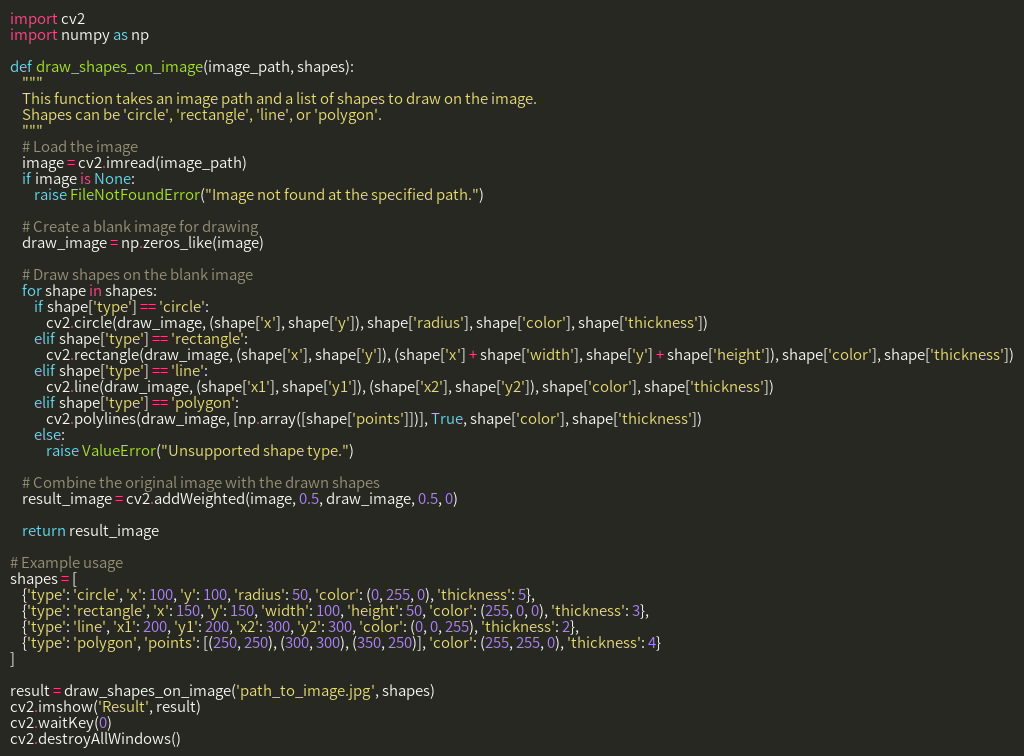 import cv2
import numpy as np

def draw_shapes_on_image(image_path, shapes):
    """
    This function takes an image path and a list of shapes to draw on the image.
    Shapes can be 'circle', 'rectangle', 'line', or 'polygon'.
    """
    # Load the image
    image = cv2.imread(image_path)
    if image is None:
        raise FileNotFoundError("Image not found at the specified path.")

    # Create a blank image for drawing
    draw_image = np.zeros_like(image)

    # Draw shapes on the blank image
    for shape in shapes:
        if shape['type'] == 'circle':
            cv2.circle(draw_image, (shape['x'], shape['y']), shape['radius'], shape['color'], shape['thickness'])
        elif shape['type'] == 'rectangle':
            cv2.rectangle(draw_image, (shape['x'], shape['y']), (shape['x'] + shape['width'], shape['y'] + shape['height']), shape['color'], shape['thickness'])
        elif shape['type'] == 'line':
            cv2.line(draw_image, (shape['x1'], shape['y1']), (shape['x2'], shape['y2']), shape['color'], shape['thickness'])
        elif shape['type'] == 'polygon':
            cv2.polylines(draw_image, [np.array([shape['points']])], True, shape['color'], shape['thickness'])
        else:
            raise ValueError("Unsupported shape type.")

    # Combine the original image with the drawn shapes
    result_image = cv2.addWeighted(image, 0.5, draw_image, 0.5, 0)

    return result_image

# Example usage
shapes = [
    {'type': 'circle', 'x': 100, 'y': 100, 'radius': 50, 'color': (0, 255, 0), 'thickness': 5},
    {'type': 'rectangle', 'x': 150, 'y': 150, 'width': 100, 'height': 50, 'color': (255, 0, 0), 'thickness': 3},
    {'type': 'line', 'x1': 200, 'y1': 200, 'x2': 300, 'y2': 300, 'color': (0, 0, 255), 'thickness': 2},
    {'type': 'polygon', 'points': [(250, 250), (300, 300), (350, 250)], 'color': (255, 255, 0), 'thickness': 4}
]

result = draw_shapes_on_image('path_to_image.jpg', shapes)
cv2.imshow('Result', result)
cv2.waitKey(0)
cv2.destroyAllWindows()